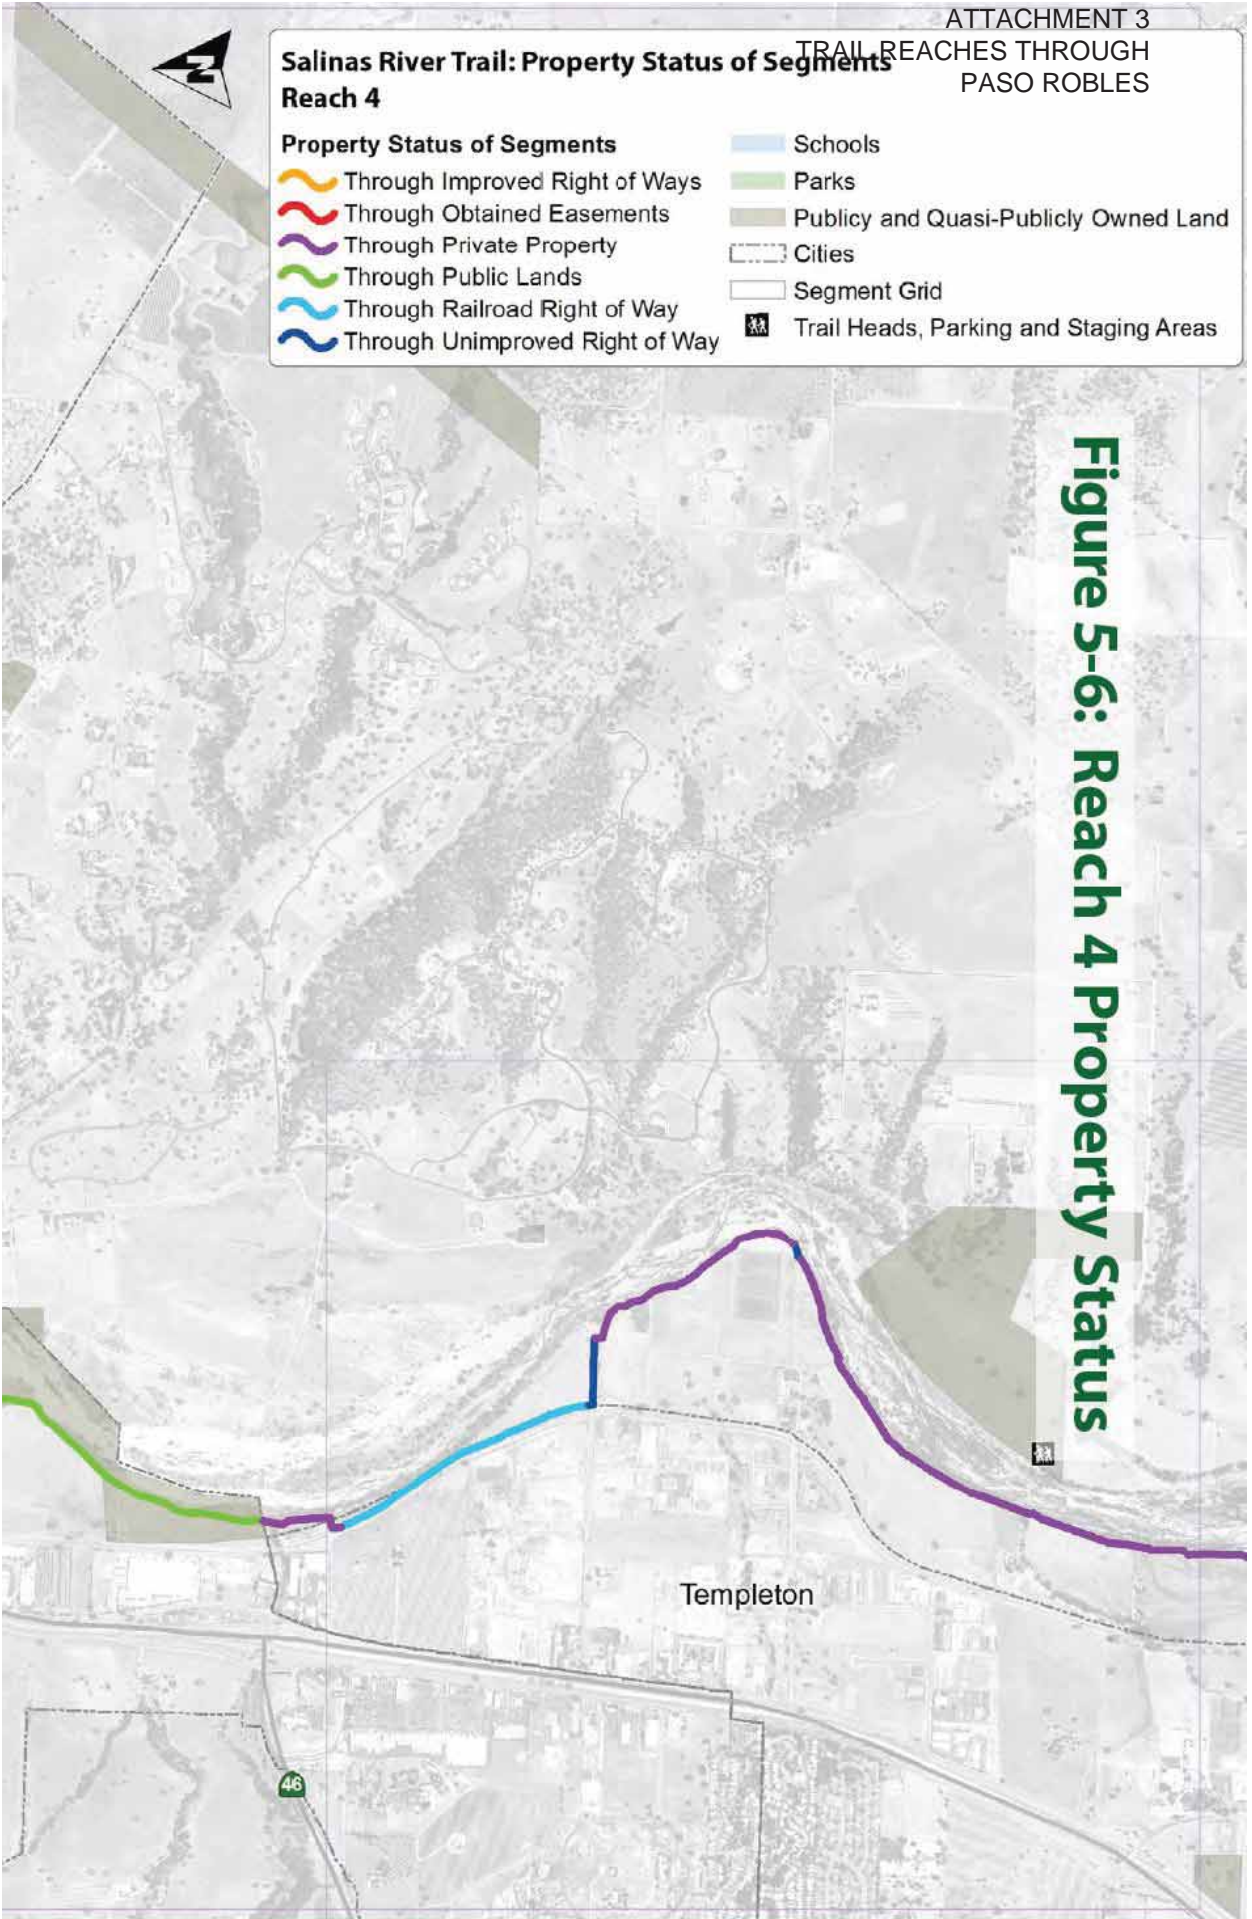 ATTACHMENT 3
TRAIL REACHES THROUGH
PASO ROBLES
N
Salinas River Trail: Property Status of Segments
Reach 4
Property Status of Segments
Through Improved Right of Ways
Through Obtained Easements
Through Private Property
Through Public Lands
Through Railroad Right of Way
Through Unimproved Right of Way
Schools
Parks
Publicy and Quasi-Publicly Owned Land
Cities
Segment Grid
Trail Heads, Parking and Staging Areas
Figure 5-6: Reach 4 Property Status
Templeton
46